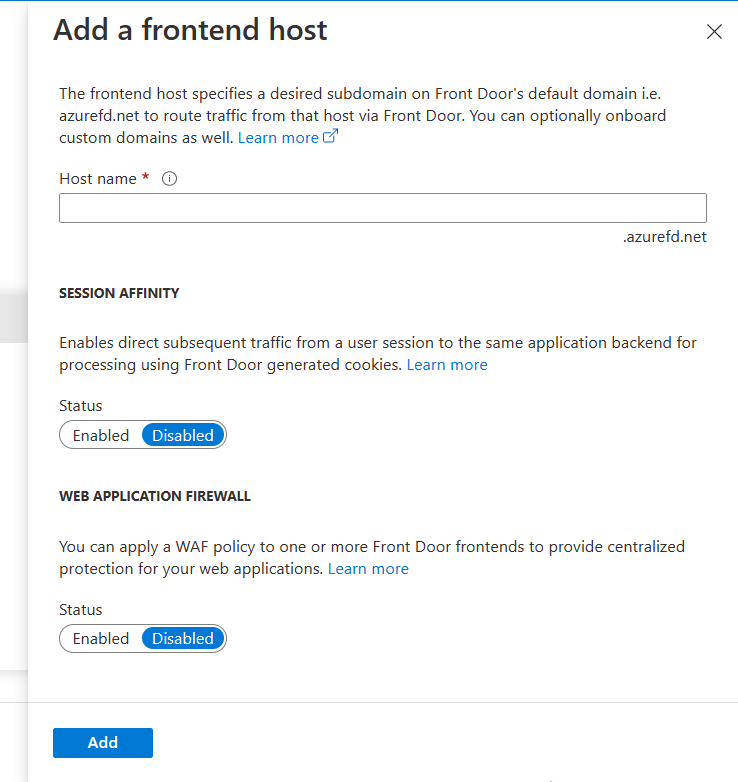 Add a frontend host
The frontend host specifies a desired subdomain on Front Door's default domain i.e.
azurefd.net to route traffic from that host via Front Door. You can optionally onboard
custom domains as well. Learn more
Host name *
.azurefd.net
SESSION AFFINITY
Enables direct subsequent traffic from a user session to the same application backend for
processing using Front Door generated cookies. Learn more
Status
Enabled Disabled
WEB APPLICATION FIREWALL
You can apply a WAF policy to one or more Front Door frontends to provide centralized
protection for your web applications. Learn more
Status
Enabled Disabled
Add